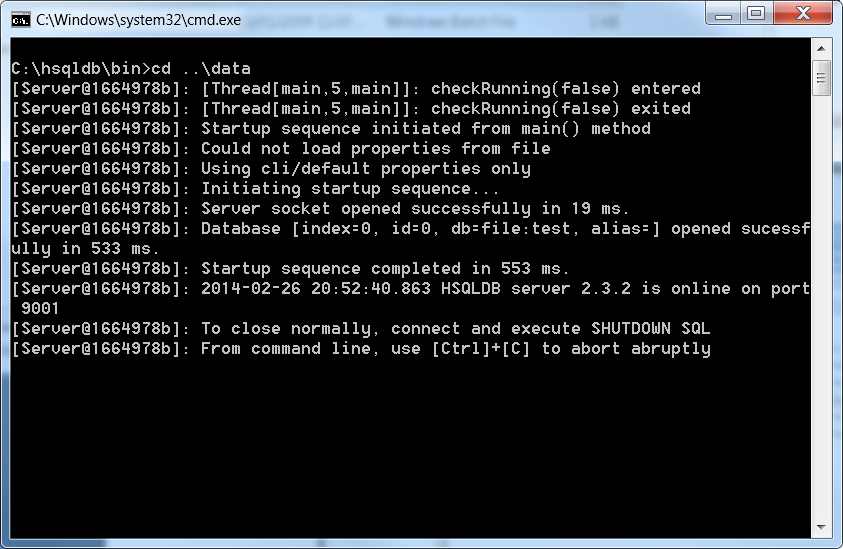 C:\Windows\system32\cmd.exe
C:\hsqldb\bin>cd ..\data
[Server@1664978b]: [Thread[main,5,main]]: checkRunning(false) entered
[Server@1664978b]: [Thread[main,5,main]]: checkRunning(false) exited
[Server@1664978b]: Startup sequence initiated from main() method
[Server@1664978b]: Could not load properties from file
[Server@1664978b]: Using cli/default properties only
[Server@1664978b]: Initiating startup sequence...
[Server@1664978b]: Server socket opened successfully in 19 ms.
[Server@1664978b]: Database [index=0, id=0, db=file:test, alias=] opened sucessf
ully in 533 ms.
[Server@1664978b]: Startup sequence completed in 553 ms.
[Server@1664978b]: 2014-02-26 20:52:40.863 HSQLDB server 2.3.2 is online on port
 9001
[Server@1664978b]: To close normally, connect and execute SHUTDOWN SQL
[Server@1664978b]: From command line, use [Ctrl]+[C] to abort abruptly